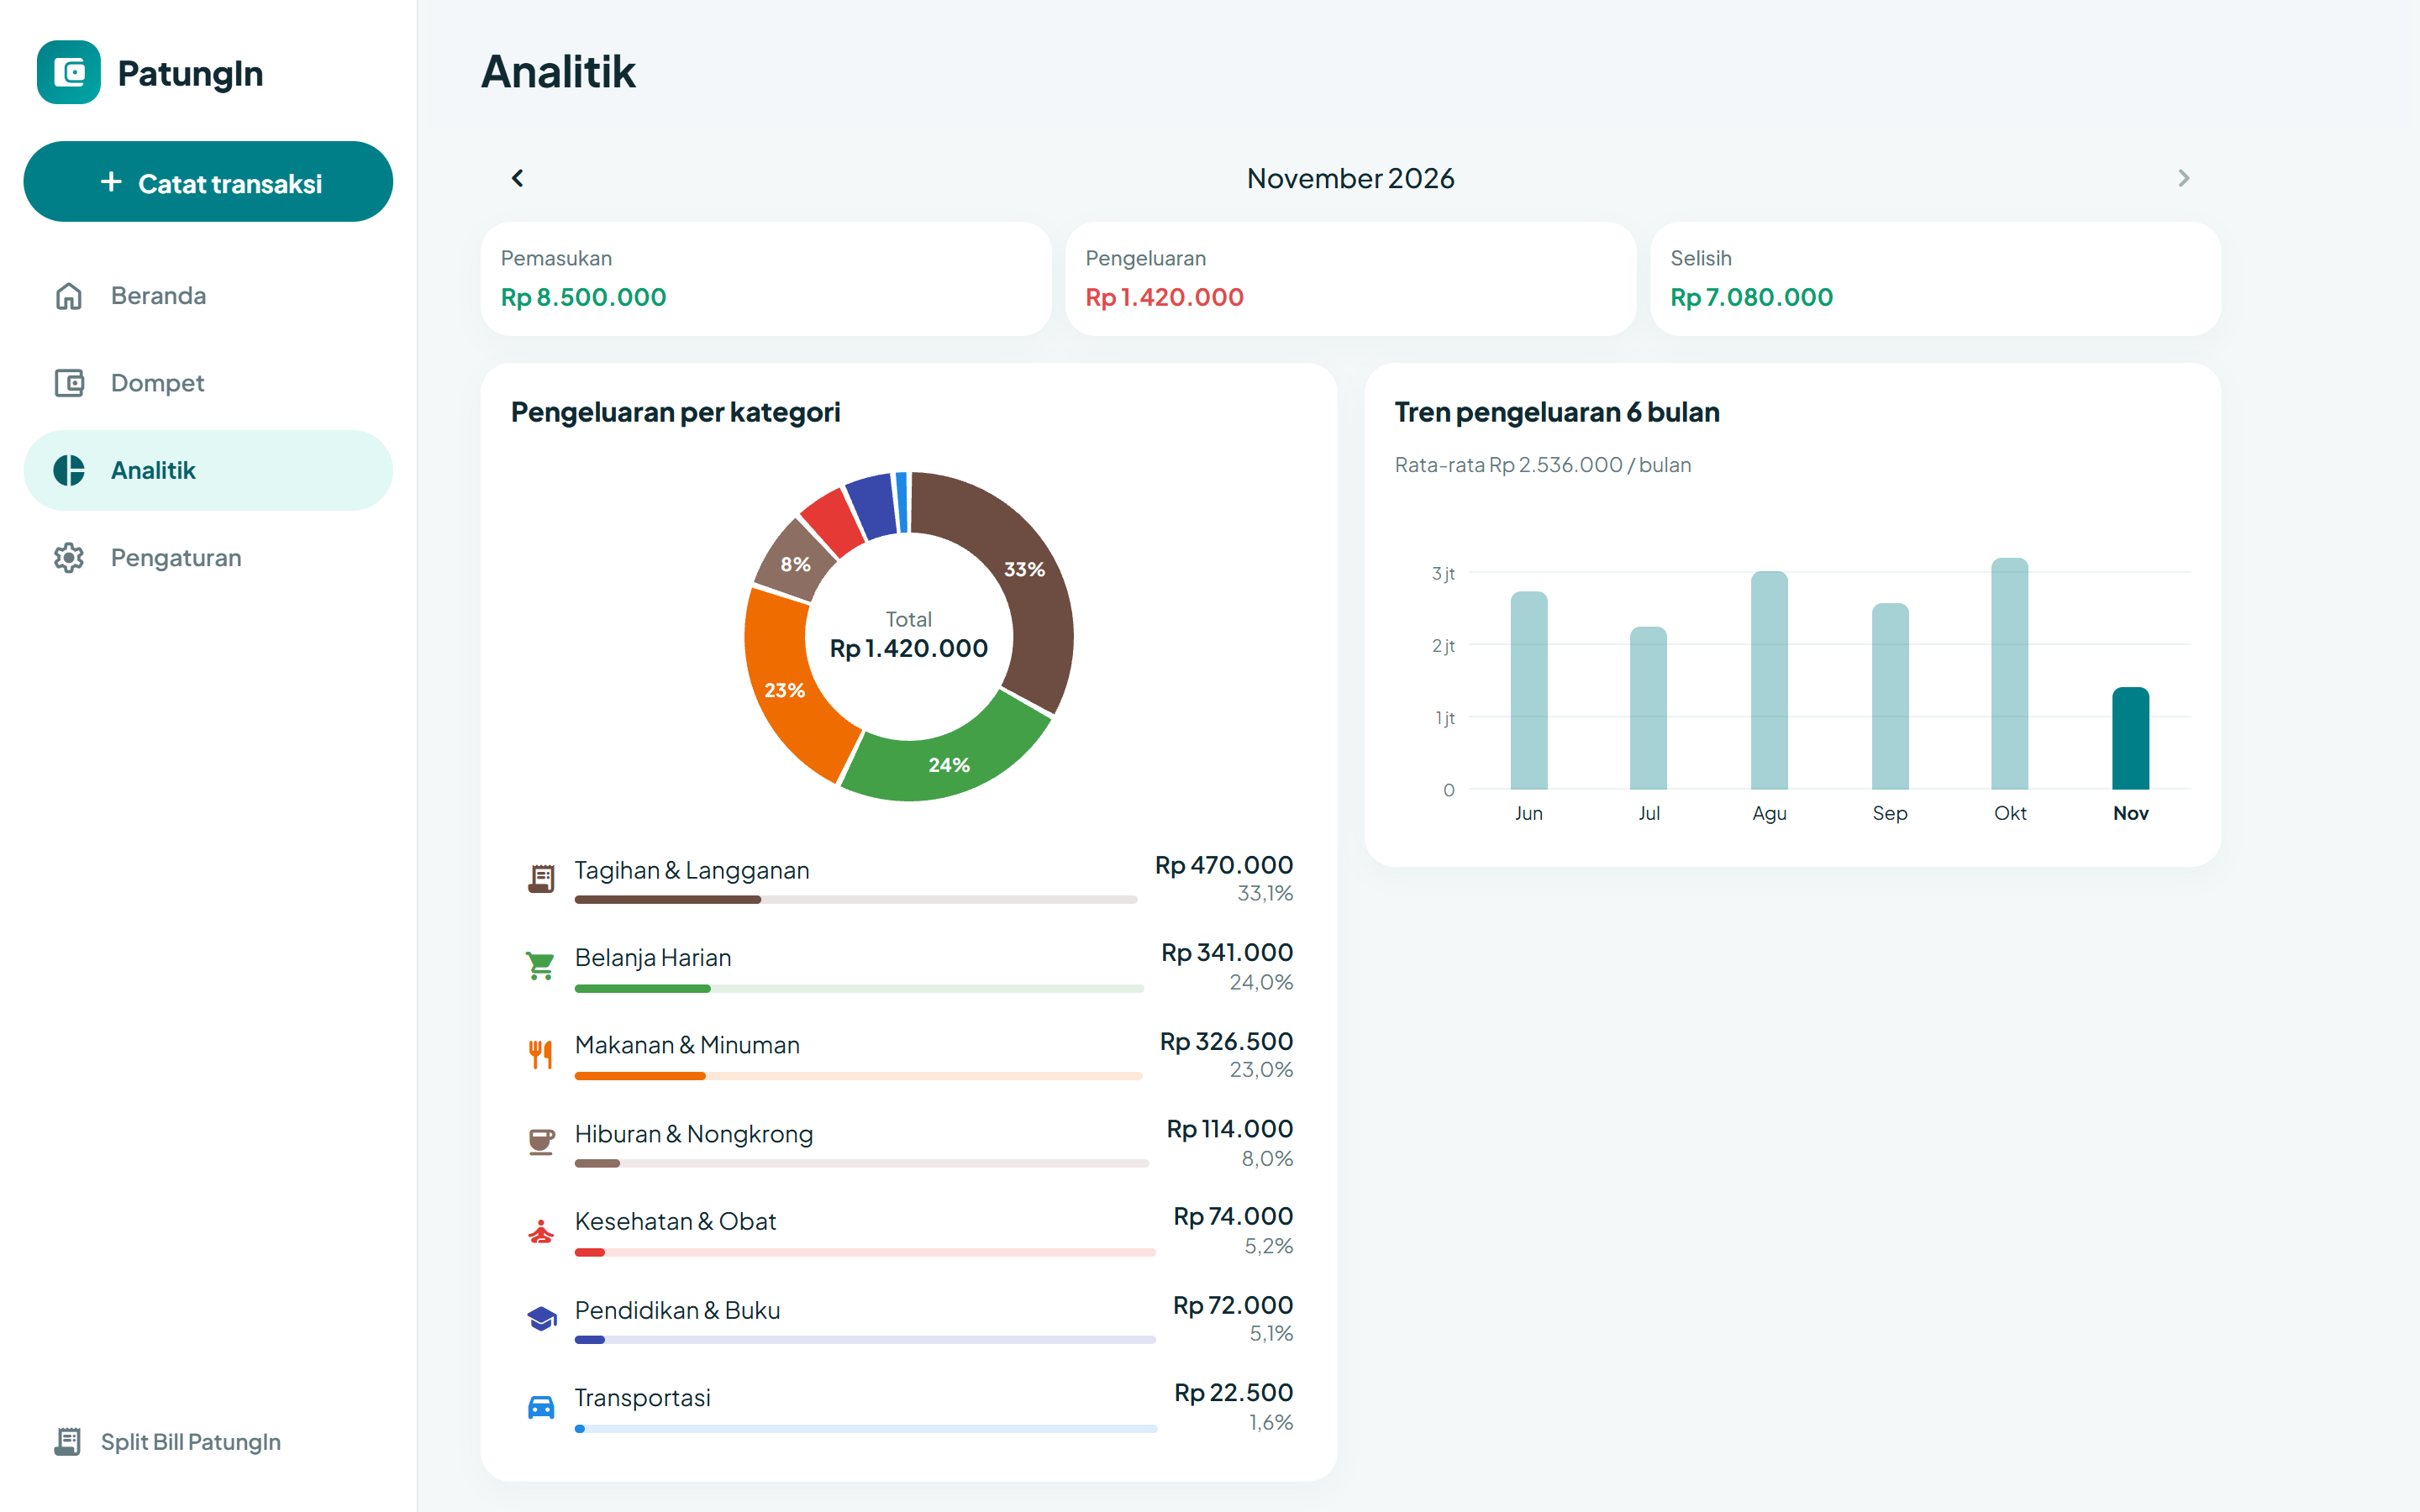 PatungIn
+ Catat transaksi
Beranda
Dompet
Analitik
Pengaturan
Split Bill PatungIn
Analitik
November 2026
Pemasukan
Rp 8.500.000
Pengeluaran
Rp 1.420.000
Selisih
Rp 7.080.000
Pengeluaran per kategori
33%
24%
23%
8%
Total
Rp 1.420.000
Tagihan & Langganan
Rp 470.000
33,1%
Belanja Harian
Rp 341.000
24,0%
Makanan & Minuman
Rp 326.500
23,0%
Hiburan & Nongkrong
Rp 114.000
8,0%
Kesehatan & Obat
Rp 74.000
5,2%
Pendidikan & Buku
Rp 72.000
5,1%
Transportasi
Rp 22.500
1,6%
Tren pengeluaran 6 bulan
Rata-rata Rp 2.536.000 / bulan
3 jt
2 jt
1 jt
0
Jun Jul Agu Sep Okt Nov